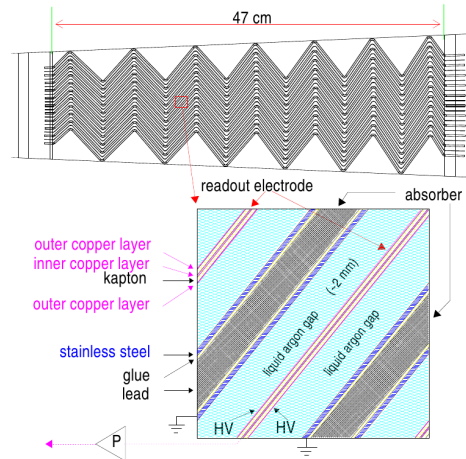 47 cm
readout electrode
absorber
outer copper layer
inner copper layer
kapton
outer copper layer
stainless steel
glue
lead
(~2 mm)
liquid argon gap
liquid argon gap
HV
HV
P